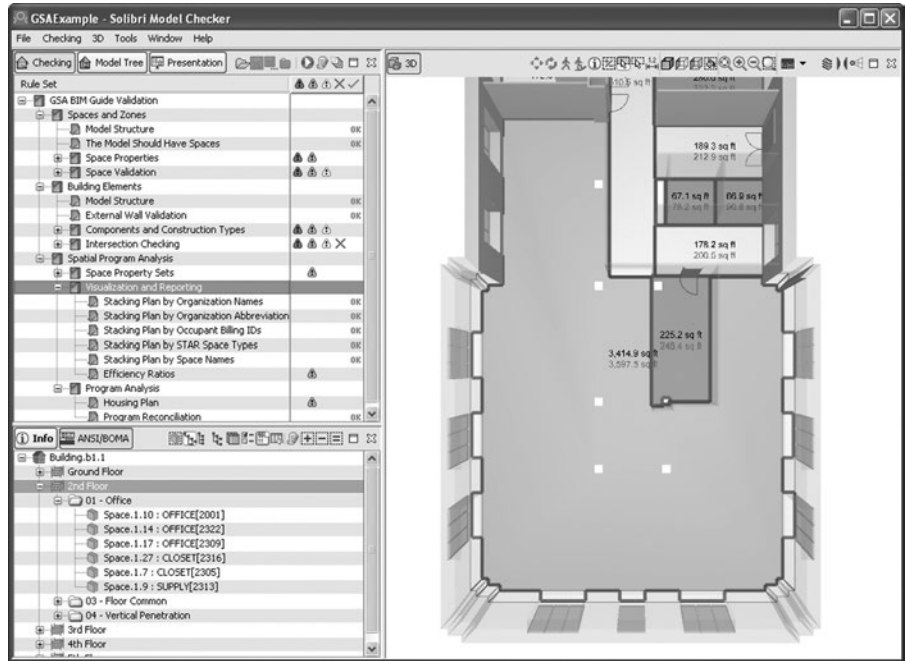 GSAExample - Solibri Model Checker
File Checking 3D Tools Window Help
Checking Model Tree Presentation
3D
Rule Set
GSA BIM Guide Validation
Spaces and Zones
Model Structure OK
The Model Should Have Spaces OK
Space Properties
Space Validation
Building Elements
Model Structure OK
External Wall Validation OK
Components and Construction Types
Intersection Checking
Spatial Program Analysis
Space Property Sets
Visualization and Reporting
Stacking Plan by Organization Names OK
Stacking Plan by Organization Abbreviation OK
Stacking Plan by Occupant Billing IDs OK
Stacking Plan by STAR Space Types OK
Stacking Plan by Space Names OK
Efficiency Ratios
Program Analysis
Housing Plan
Program Reconciliation OK
Info ANSI/BOMA
Building.b1.1
Ground Floor
2nd Floor
01 - Office
Space.1.10 : OFFICE[2001]
Space.1.14 : OFFICE[2322]
Space.1.17 : OFFICE[2309]
Space.1.27 : CLOSET[2316]
Space.1.7 : CLOSET[2305]
Space.1.9 : SUPPLY[2313]
03 - Floor Common
04 - Vertical Penetration
3rd Floor
4th Floor
189.3 sq ft
212.9 sq ft
67.1 sq ft
66.9 sq ft
178.2 sq ft
200.5 sq ft
225.2 sq ft
3,414.9 sq ft
3,597.5 sq ft